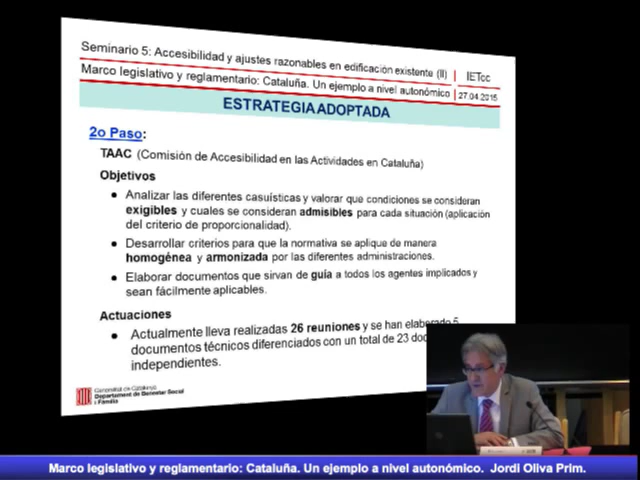 Seminario 5: Accesibilidad y ajustes razonables en edificación existente (II) | IETcc
Marco legislativo y reglamentario: Cataluña. Un ejemplo a nivel autonómico | 27.04.2015
ESTRATEGIA ADOPTADA
2o Paso:
TAAC (Comisión de Accesibilidad en las Actividades en Cataluña)
Objetivos
• Analizar las diferentes casuísticas y valorar que condiciones se consideran
exigibles y cuales se consideran admisibles para cada situación (aplicación
del criterio de proporcionalidad).
• Desarrollar criterios para que la normativa se aplique de manera
homogénea y armonizada por las diferentes administraciones.
• Elaborar documentos que sirvan de guía a todos los agentes implicados y
sean fácilmente aplicables.
Actuaciones
• Actualmente lleva realizadas 26 reuniones y se han elaborado 5
documentos técnicos diferenciados con un total de 23 doc
independientes.
Generalitat de Catalunya
Departament de Benestar Social
i Família
Marco legislativo y reglamentario: Cataluña. Un ejemplo a nivel autonómico. Jordi Oliva Prim.